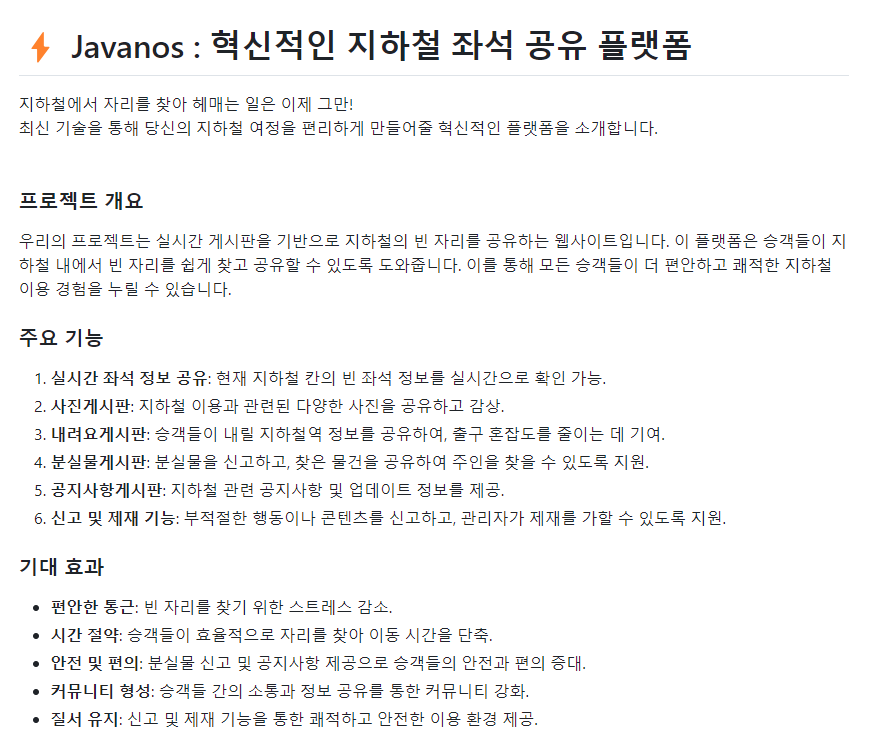 Javanos : 혁신적인 지하철 좌석 공유 플랫폼
지하철에서 자리를 찾아 헤매는 일은 이제 그만!
최신 기술을 통해 당신의 지하철 여정을 편리하게 만들어줄 혁신적인 플랫폼을 소개합니다.
프로젝트 개요
우리의 프로젝트는 실시간 게시판을 기반으로 지하철의 빈 자리를 공유하는 웹사이트입니다. 이 플랫폼은 승객들이 지
하철 내에서 빈 자리를 쉽게 찾고 공유할 수 있도록 도와줍니다. 이를 통해 모든 승객들이 더 편안하고 쾌적한 지하철
이용 경험을 누릴 수 있습니다.
주요 기능
1. 실시간 좌석 정보 공유: 현재 지하철 칸의 빈 좌석 정보를 실시간으로 확인 가능.
2. 사진게시판: 지하철 이용과 관련된 다양한 사진을 공유하고 감상.
3. 내려요게시판: 승객들이 내릴 지하철역 정보를 공유하여, 출구 혼잡도를 줄이는 데 기여.
4. 분실물게시판: 분실물을 신고하고, 찾은 물건을 공유하여 주인을 찾을 수 있도록 지원.
5. 공지사항게시판: 지하철 관련 공지사항 및 업데이트 정보를 제공.
6. 신고 및 제재 기능: 부적절한 행동이나 콘텐츠를 신고하고, 관리자가 제재를 가할 수 있도록 지원.
기대 효과
• 편안한 통근: 빈 자리를 찾기 위한 스트레스 감소.
• 시간 절약: 승객들이 효율적으로 자리를 찾아 이동 시간을 단축.
• 안전 및 편의: 분실물 신고 및 공지사항 제공으로 승객들의 안전과 편의 증대.
• 커뮤니티 형성: 승객들 간의 소통과 정보 공유를 통한 커뮤니티 강화.
• 질서 유지: 신고 및 제재 기능을 통한 쾌적하고 안전한 이용 환경 제공.